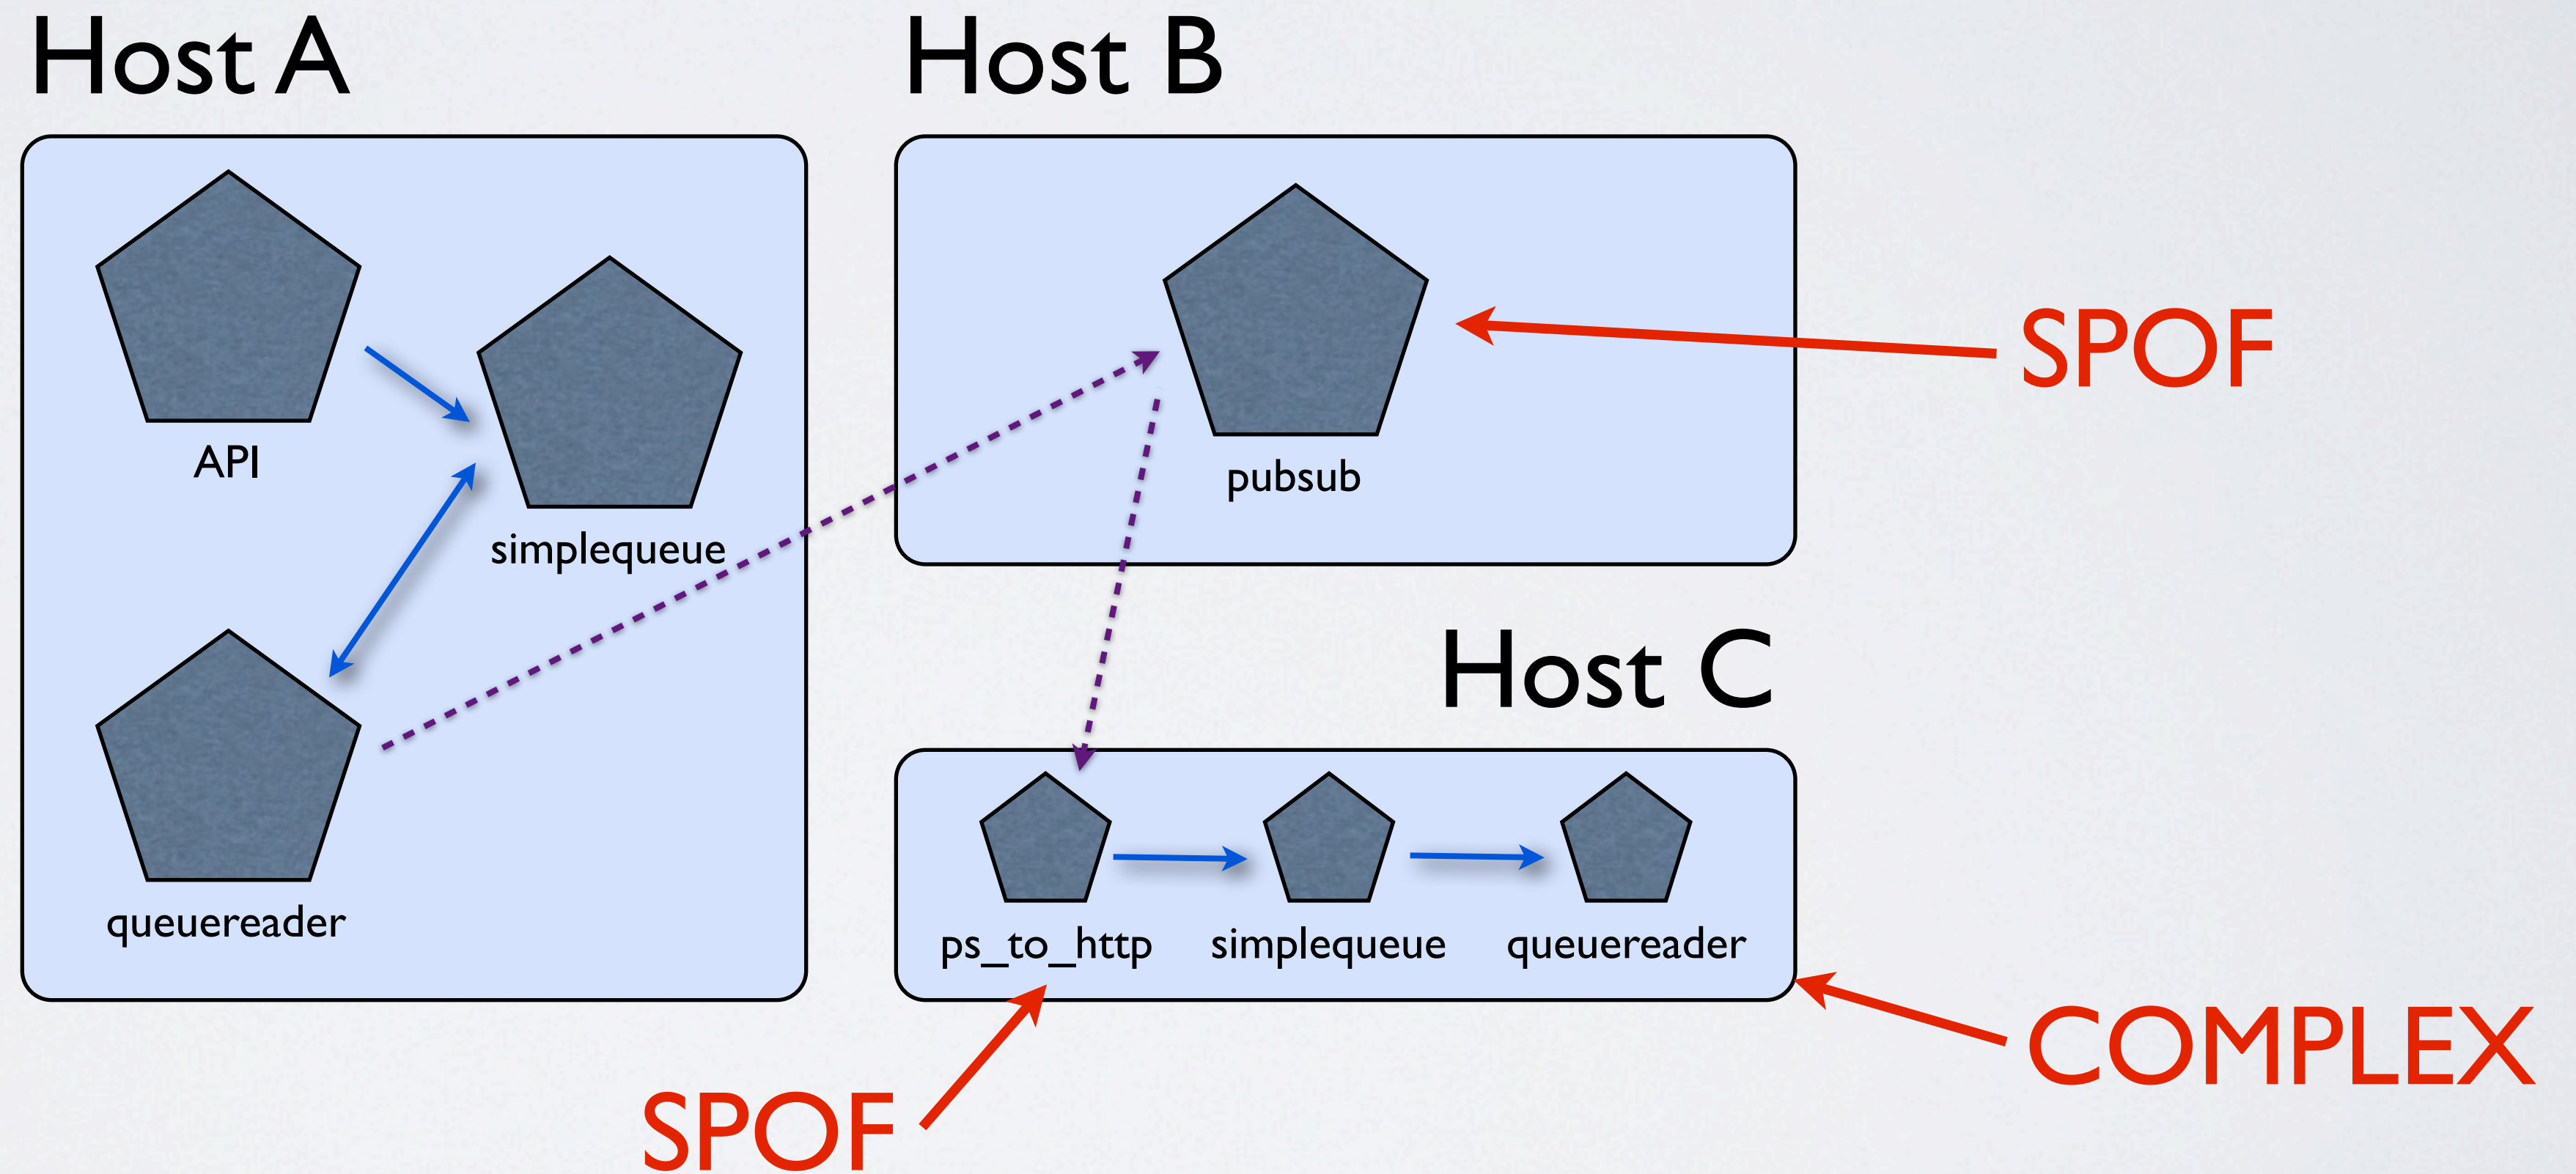 Host A
Host B
API
simplequeue
pubsub
SPOF
queuereader
Host C
ps_to_http
simplequeue
queuereader
COMPLEX
SPOF